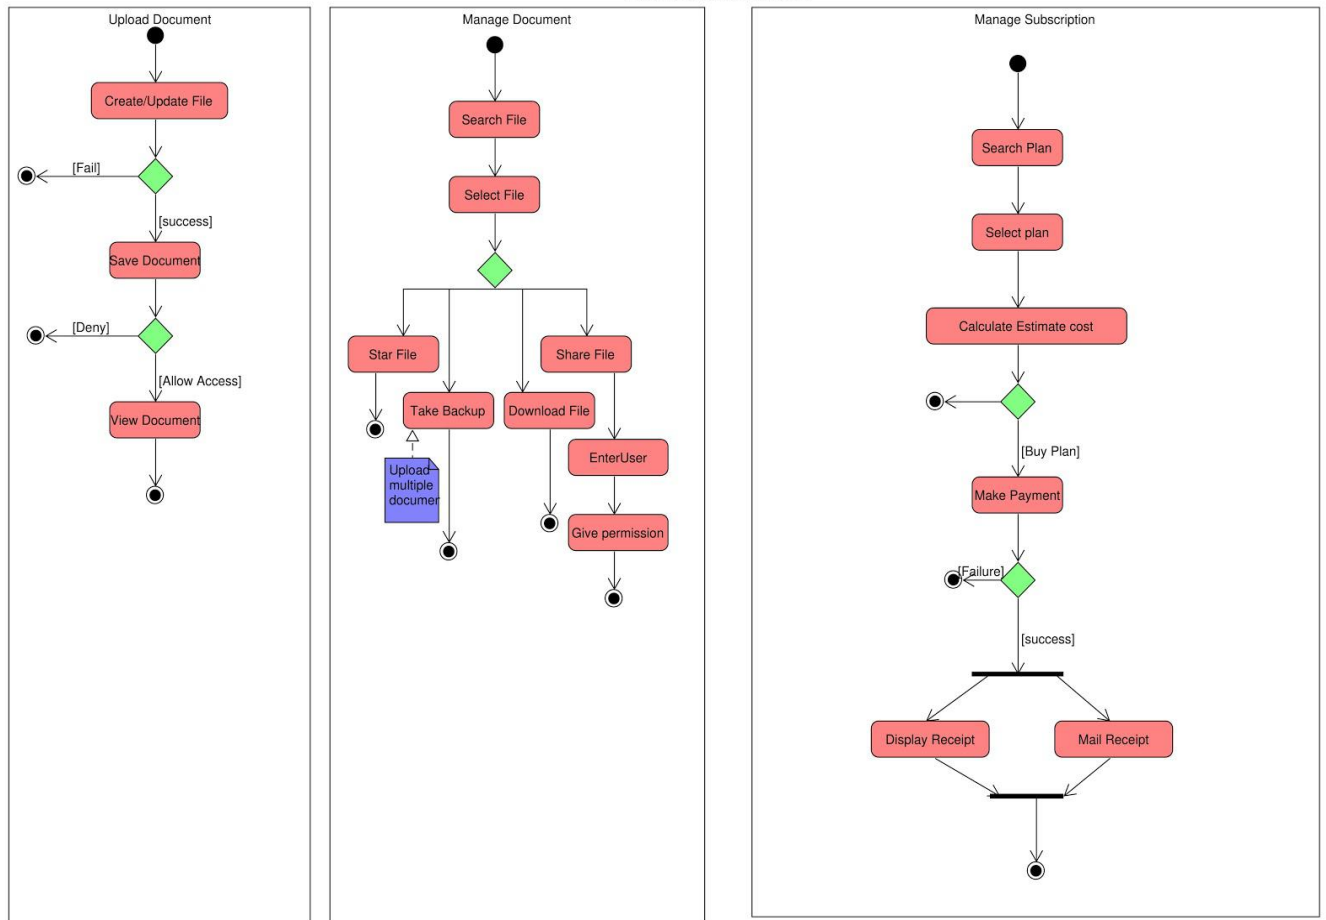 Upload Document
Create/Update File
[Fail]
[success]
Save Document
[Deny]
[Allow Access]
View Document
Manage Document
Search File
Select File
Star File
Share File
Take Backup
Download File
Upload
multiple
documer
EnterUser
Give permission
Manage Subscription
Search Plan
Select plan
Calculate Estimate cost
[Buy Plan]
Make Payment
[Failure]
[success]
Display Receipt
Mail Receipt